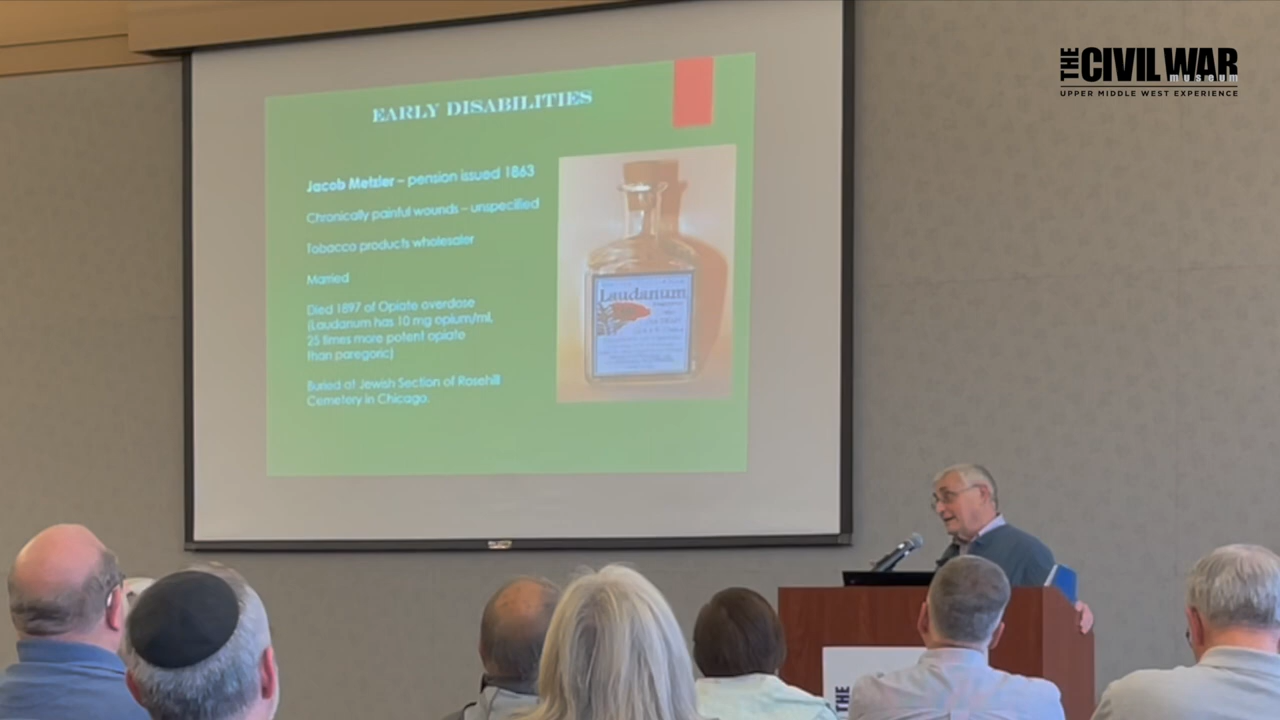 THE CIVIL WAR
museum
UPPER MIDDLE WEST EXPERIENCE
EARLY DISABILITIES
Jacob Metzler – pension issued 1863
Chronically painful wounds – unspecified
Tobacco products wholesaler
Married
Died 1897 of Opiate overdose
(Laudanum has 10 mg opium/ml,
25 times more potent opiate
than paregoric)
Buried at Jewish Section of Rosehill
Cemetery in Chicago.
Laudanum
THE